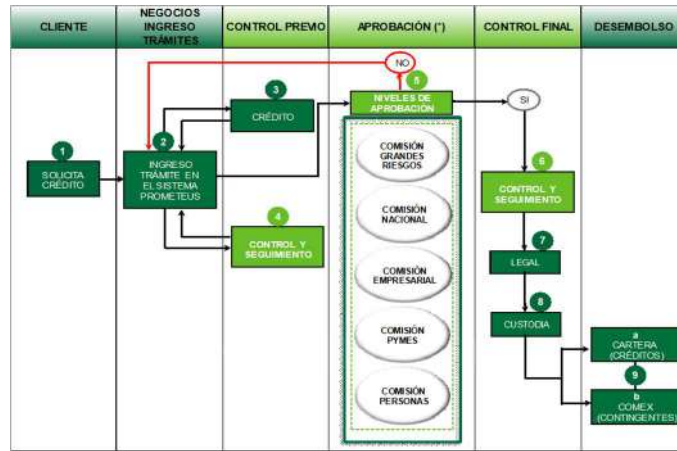 CLIENTE
NEGOCIOS
INGRESO
TRÁMITES
CONTROL PREVIO
APROBACIÓN (*)
CONTROL FINAL
DESEMBOLSO
1
SOLICITA
CRÉDITO
2
INGRESO
TRÁMITE EN
EL SISTEMA
PROMETEUS
3
CRÉDITO
4
CONTROL Y
SEGUIMIENTO
NO
5
NIVELES DE
APROBACIÓN
COMISIÓN
GRANDES
RIESGOS
COMISIÓN
NACIONAL
COMISIÓN
EMPRESARIAL
COMISIÓN
PYMES
COMISIÓN
PERSONAS
SI
6
CONTROL Y
SEGUIMIENTO
7
LEGAL
8
CUSTODIA
a
CARTERA
(CRÉDITOS)
9
b
COMEX
(CONTINGENTES)